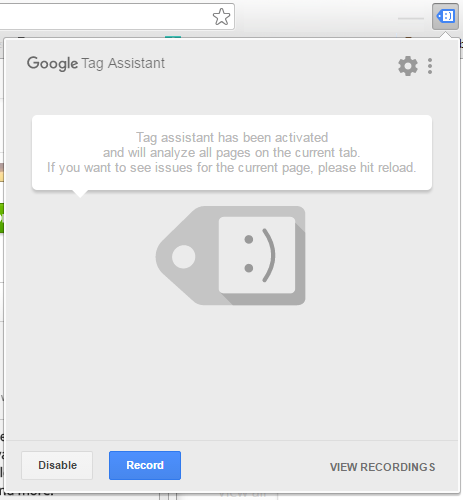 Google Tag Assistant
Tag assistant has been activated
and will analyze all pages on the current tab.
If you want to see issues for the current page, please hit reload.
:)
Disable
Record
VIEW RECORDINGS